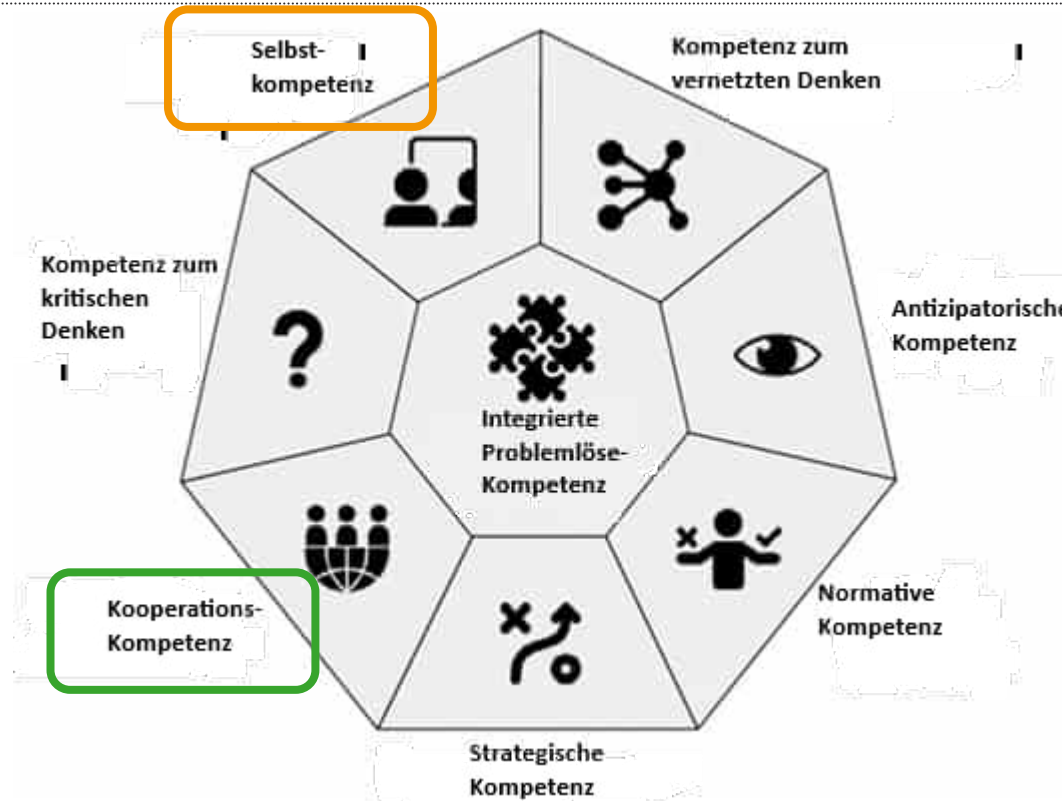 Selbst-
kompetenz
Kompetenz zum
vernetzten Denken
Kompetenz zum
kritischen
Denken
Antizipatorische
Kompetenz
Integrierte
Problemlöse-
Kompetenz
Kooperations-
Kompetenz
Normative
Kompetenz
Strategische
Kompetenz